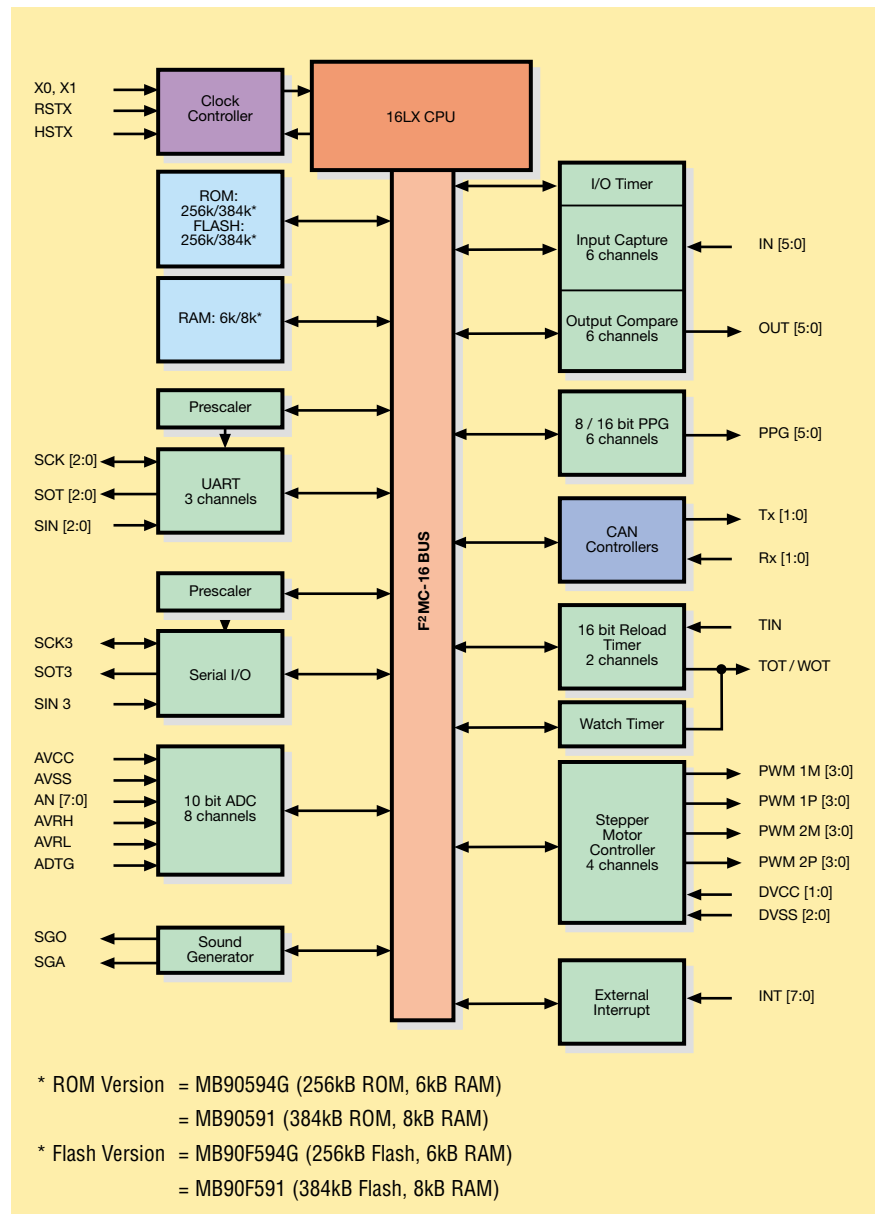 X0, X1
RSTX
HSTX
Clock
Controller
16LX CPU
ROM:
256k/384k*
FLASH:
256k/384k*
RAM: 6k/8k*
Prescaler
SCK [2:0]
SOT [2:0]
SIN [2:0]
UART
3 channels
Prescaler
SCK3
SOT3
SIN 3
Serial I/O
AVCC
AVSS
AN [7:0]
AVRH
AVRL
ADTG
10 bit ADC
8 channels
SGO
SGA
Sound
Generator
F²MC-16 BUS
I/O Timer
Input Capture
6 channels
IN [5:0]
Output Compare
6 channels
OUT [5:0]
8 / 16 bit PPG
6 channels
PPG [5:0]
CAN
Controllers
Tx [1:0]
Rx [1:0]
16 bit Reload
Timer
2 channels
TIN
TOT / WOT
Watch Timer
Stepper
Motor
Controller
4 channels
PWM 1M [3:0]
PWM 1P [3:0]
PWM 2M [3:0]
PWM 2P [3:0]
DVCC [1:0]
DVSS [2:0]
External
Interrupt
INT [7:0]
* ROM Version = MB90594G (256kB ROM, 6kB RAM)
= MB90591 (384kB ROM, 8kB RAM)
* Flash Version = MB90F594G (256kB Flash, 6kB RAM)
= MB90F591 (384kB Flash, 8kB RAM)